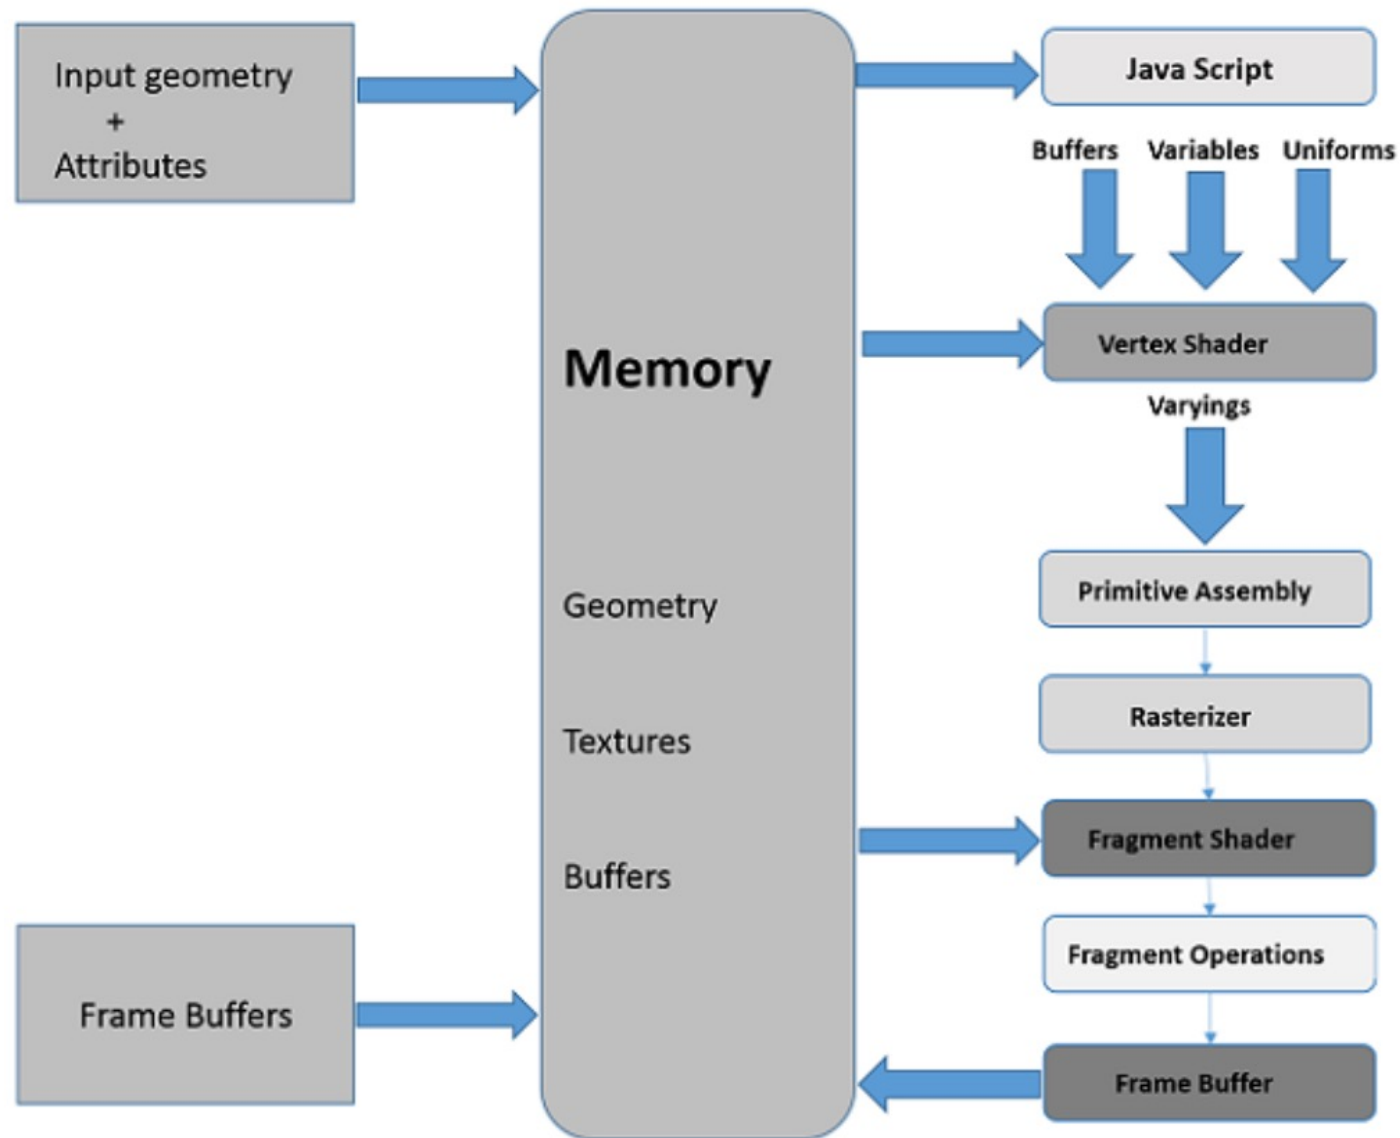 Input geometry
+
Attributes
Frame Buffers
Memory
Geometry
Textures
Buffers
Java Script
Buffers Variables Uniforms
Vertex Shader
Varyings
Primitive Assembly
Rasterizer
Fragment Shader
Fragment Operations
Frame Buffer